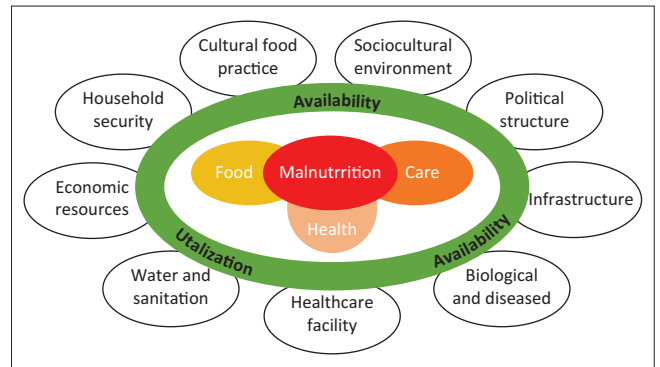 Cultural food
practice
Sociocultural
environment
Household
security
Availability
Political
structure
Economic
resources
Food
Malnutrrition
Care
Infrastructure
Health
Utalization
Availability
Water and
sanitation
Healthcare
facility
Biological
and diseased